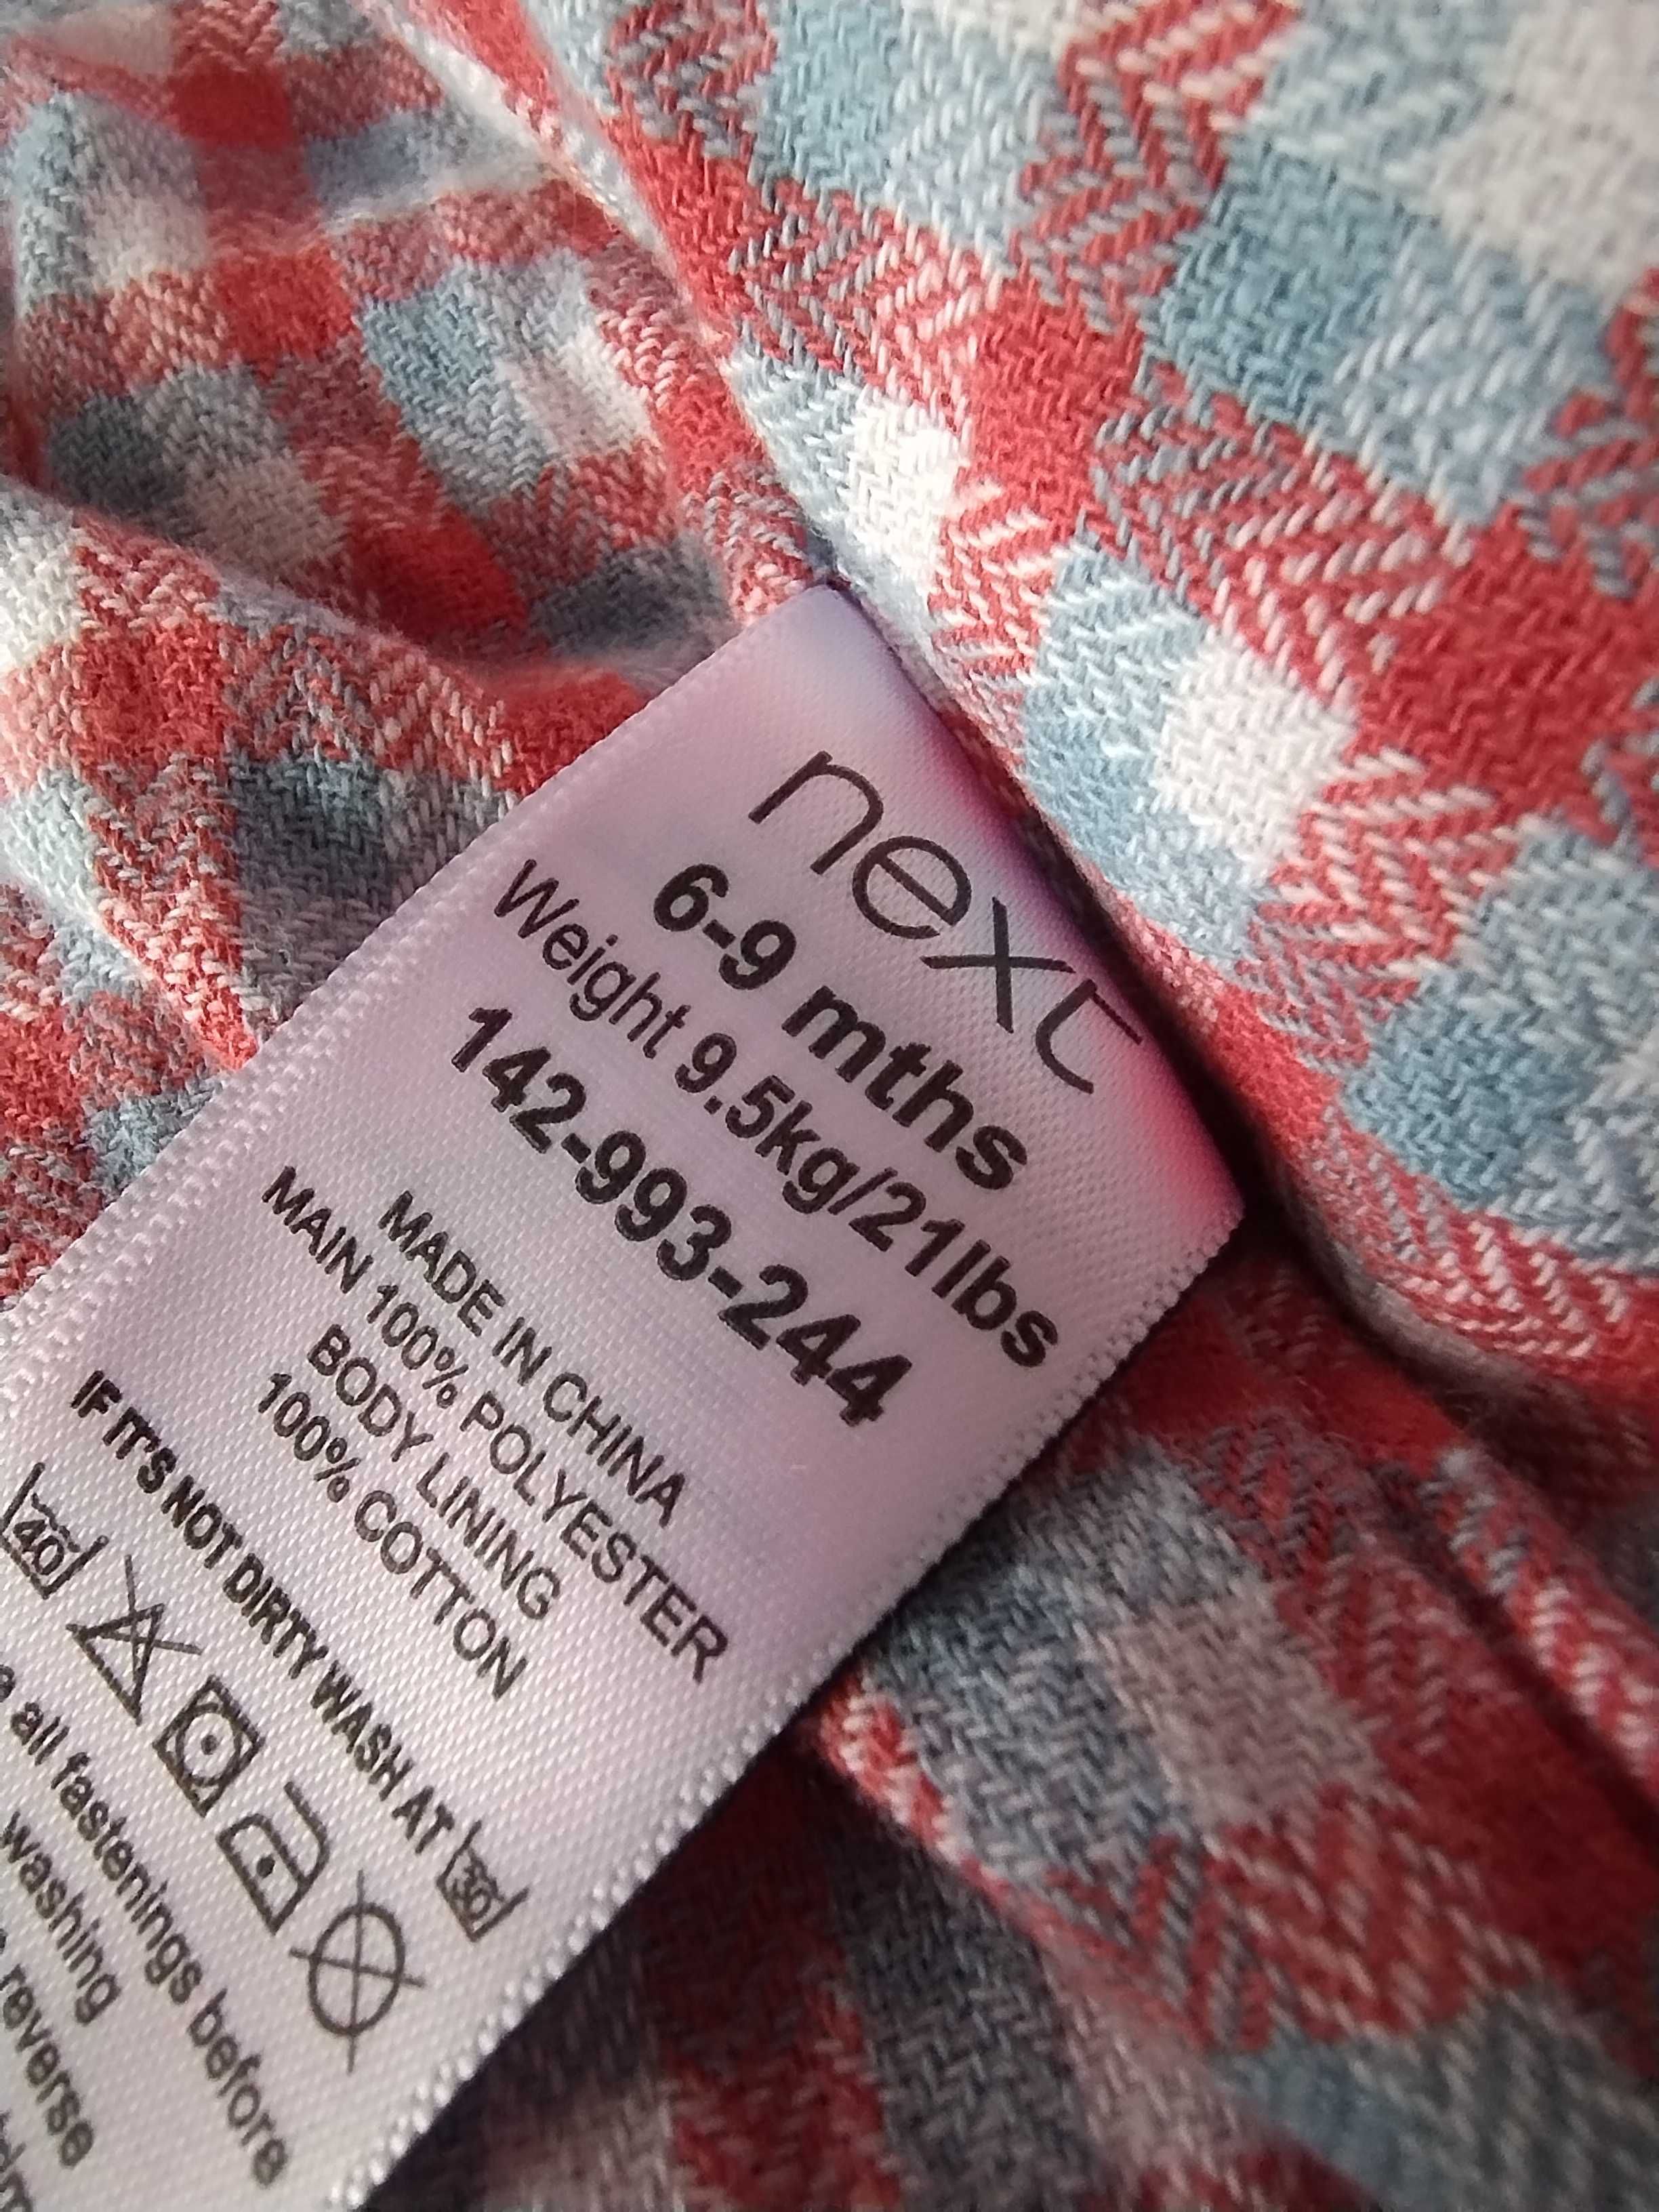 next
6-9 mths
Weight 9.5kg/21lbs
142-993-244
MADE IN CHINA
MAIN 100% POLYESTER
BODY LINING
100% COTTON
IF IT'S NOT DIRTY WASH AT 30
40
all fastenings before
washing
reverse